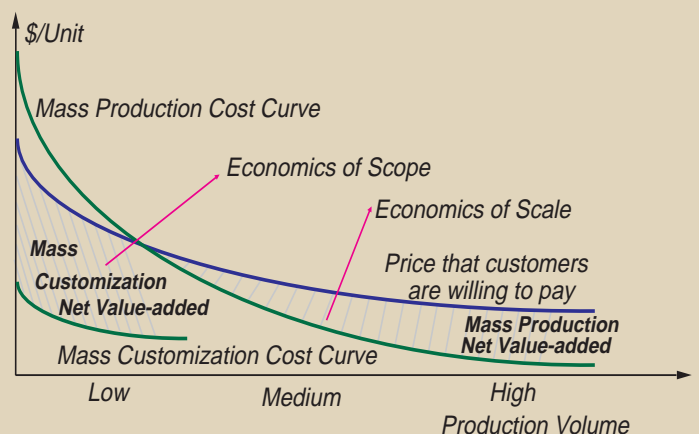 $/Unit
Mass Production Cost Curve
Economics of Scope
Economics of Scale
Mass
Customization
Net Value-added
Price that customers
are willing to pay
Mass Production
Net Value-added
Mass Customization Cost Curve
Low
Medium
High
Production Volume